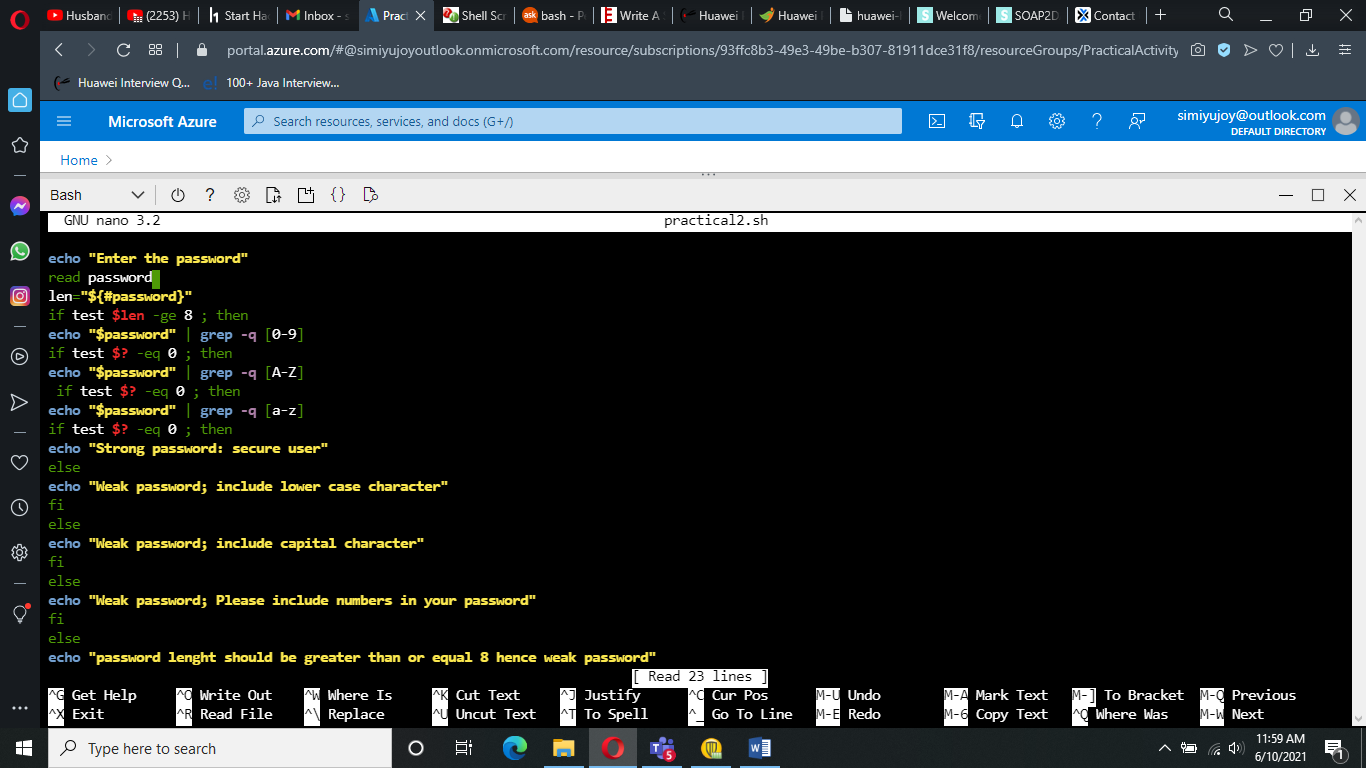 Husband
(2253) H
Start Hac
Inbox - s
Prac
Shell Scr
bash - P
Write A S
Huawei
Huawei
huawei-
Welcome
SOAP2D
Contact
portal.azure.com/#@simiyujoyoutlook.onmicrosoft.com/resource/subscriptions/93ffc8b3-49e3-49be-b307-81911dce31f8/resourceGroups/PracticalActivity
Huawei Interview Q...
100+ Java Interview...
Microsoft Azure
Search resources, services, and docs (G+/)
simiyujoy@outlook.com
DEFAULT DIRECTORY
Home
Bash
GNU nano 3.2 practical2.sh
echo "Enter the password"
read password
len="${#password}"
if test $len -ge 8 ; then
echo "$password" | grep -q [0-9]
if test $? -eq 0 ; then
echo "$password" | grep -q [A-Z]
if test $? -eq 0 ; then
echo "$password" | grep -q [a-z]
if test $? -eq 0 ; then
echo "Strong password: secure user"
else
echo "Weak password; include lower case character"
fi
else
echo "Weak password; include capital character"
fi
else
echo "Weak password; Please include numbers in your password"
fi
else
echo "password lenght should be greater than or equal 8 hence weak password"
[ Read 23 lines ]
^G Get Help ^O Write Out ^W Where Is ^K Cut Text ^J Justify ^C Cur Pos M-U Undo M-A Mark Text M-] To Bracket M-Q Previous
^X Exit ^R Read File ^\ Replace ^U Uncut Text ^T To Spell ^_ Go To Line M-E Redo M-6 Copy Text ^Q Where Was M-W Next
Type here to search
5
11:59 AM
6/10/2021
1